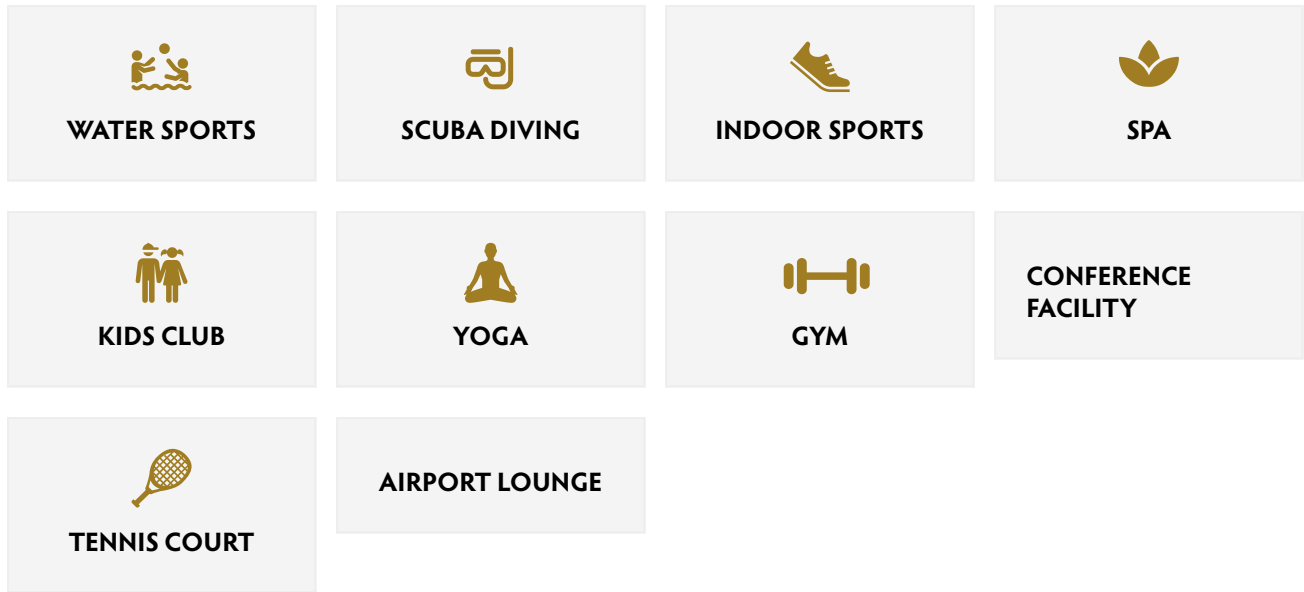 WATER SPORTS
SCUBA DIVING
INDOOR SPORTS
SPA
KIDS CLUB
YOGA
GYM
CONFERENCE
FACILITY
TENNIS COURT
AIRPORT LOUNGE